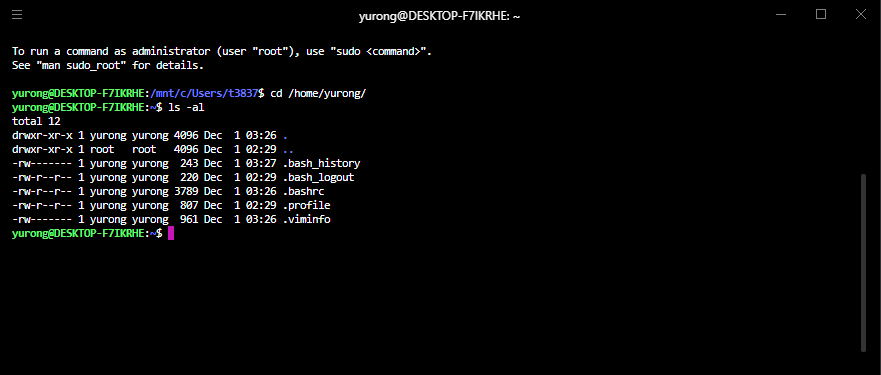 yurong@DESKTOP-F7IKRHE: ~
To run a command as administrator (user "root"), use "sudo <command>".
See "man sudo_root" for details.
yurong@DESKTOP-F7IKRHE:/mnt/c/Users/t3837$ cd /home/yurong/
yurong@DESKTOP-F7IKRHE:~$ ls -al
total 12
drwxr-xr-x 1 yurong yurong 4096 Dec  1 03:26 .
drwxr-xr-x 1 root   root   4096 Dec  1 02:29 ..
-rw------- 1 yurong yurong  243 Dec  1 03:27 .bash_history
-rw-r--r-- 1 yurong yurong  220 Dec  1 02:29 .bash_logout
-rw-r--r-- 1 yurong yurong 3789 Dec  1 03:26 .bashrc
-rw-r--r-- 1 yurong yurong  807 Dec  1 02:29 .profile
-rw------- 1 yurong yurong  961 Dec  1 03:26 .viminfo
yurong@DESKTOP-F7IKRHE:~$